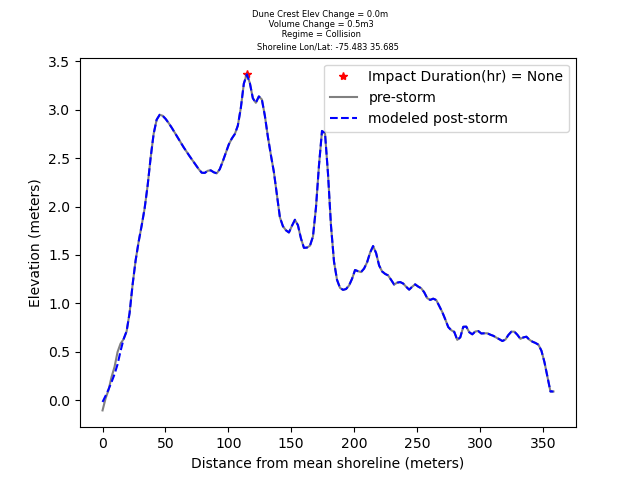 Dune Crest Elev Change = 0.0m
Volume Change = 0.5m3
Regime = Collision
Shoreline Lon/Lat: -75.483 35.685
Impact Duration(hr) = None
pre-storm
modeled post-storm
Elevation (meters)
3.5
3.0
2.5
2.0
1.5
1.0
0.5
0.0
0 50 100 150 200 250 300 350
Distance from mean shoreline (meters)